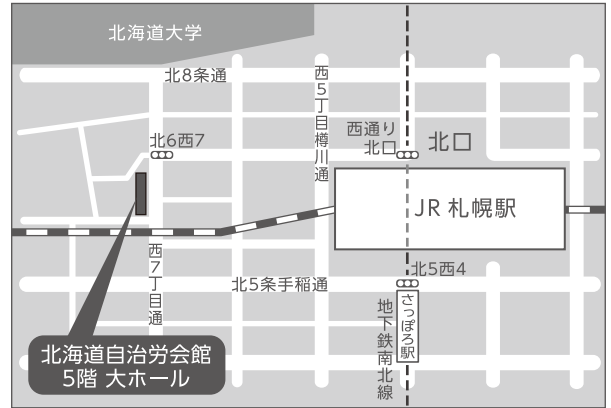 北海道大学
北8条通
西5丁目樽川通
北6西7
西通り
北口
北口
JR 札幌駅
北5西4
北5条手稲通
西7丁目通
さっぽろ駅
地下鉄南北線
北海道自治労会館
5階 大ホール